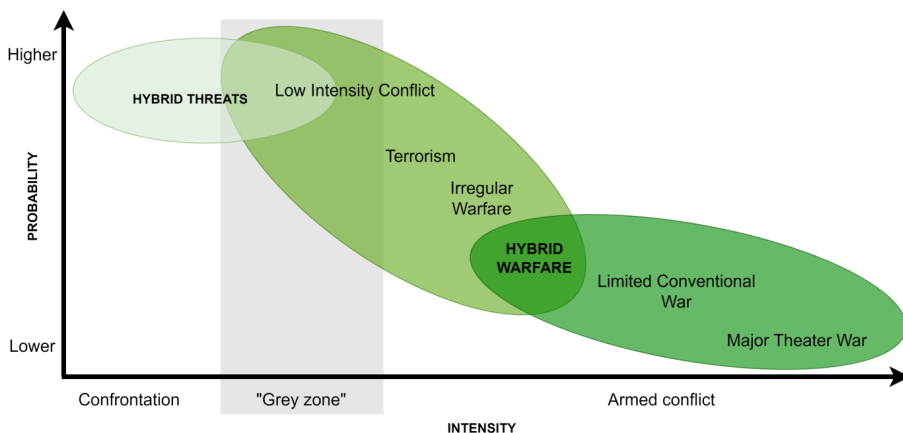 Higher
HYBRID THREATS
Low Intensity Conflict
Terrorism
Irregular
Warfare
PROBABILITY
HYBRID
WARFARE
Limited Conventional
War
Major Theater War
Lower
Confrontation
"Grey zone"
Armed conflict
INTENSITY